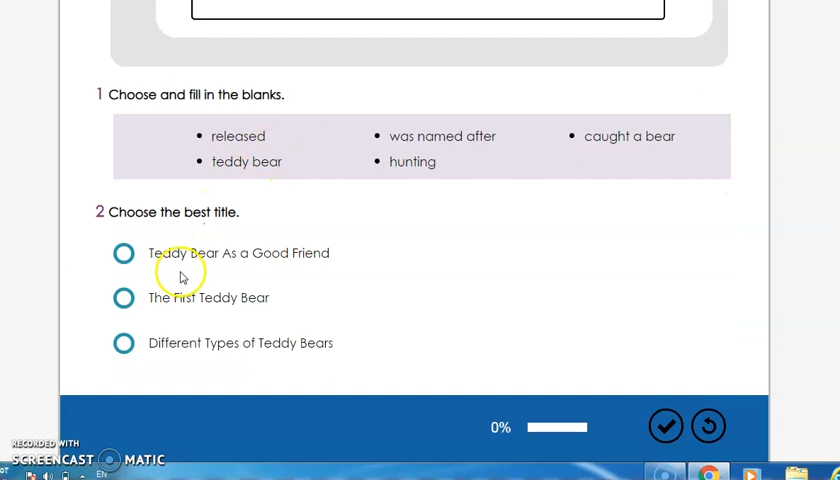 1 Choose and fill in the blanks.
• released • was named after • caught a bear
• teddy bear • hunting
2 Choose the best title.
Teddy Bear As a Good Friend
The First Teddy Bear
Different Types of Teddy Bears
0%
RECORDED WITH
SCREENCAST MATIC
EN